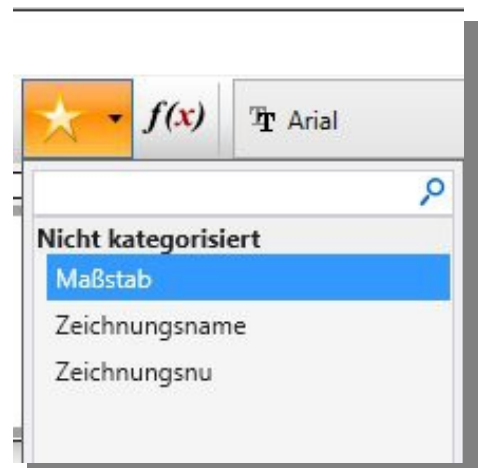 f(x) Arial
Nicht kategorisiert
Maßstab
Zeichnungsname
Zeichnungsnu